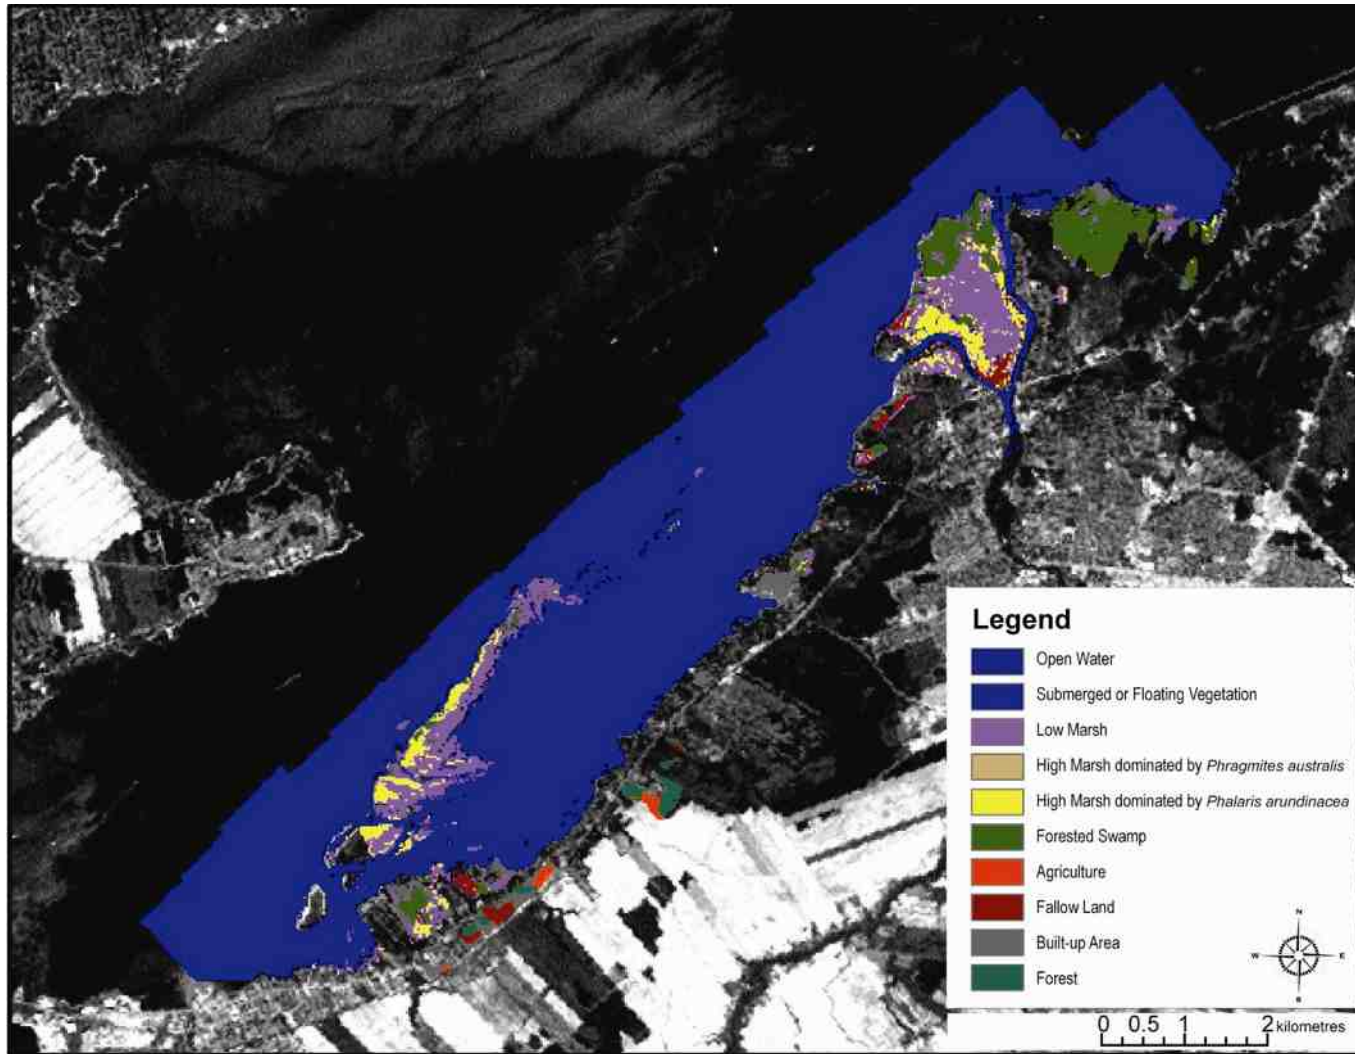 Legend
Open Water
Submerged or Floating Vegetation
Low Marsh
High Marsh dominated by Phragmites australis
High Marsh dominated by Phalaris arundinacea
Forested Swamp
Agriculture
Fallow Land
Built-up Area
Forest
N
W E
S
0 0.5 1 2 kilometres